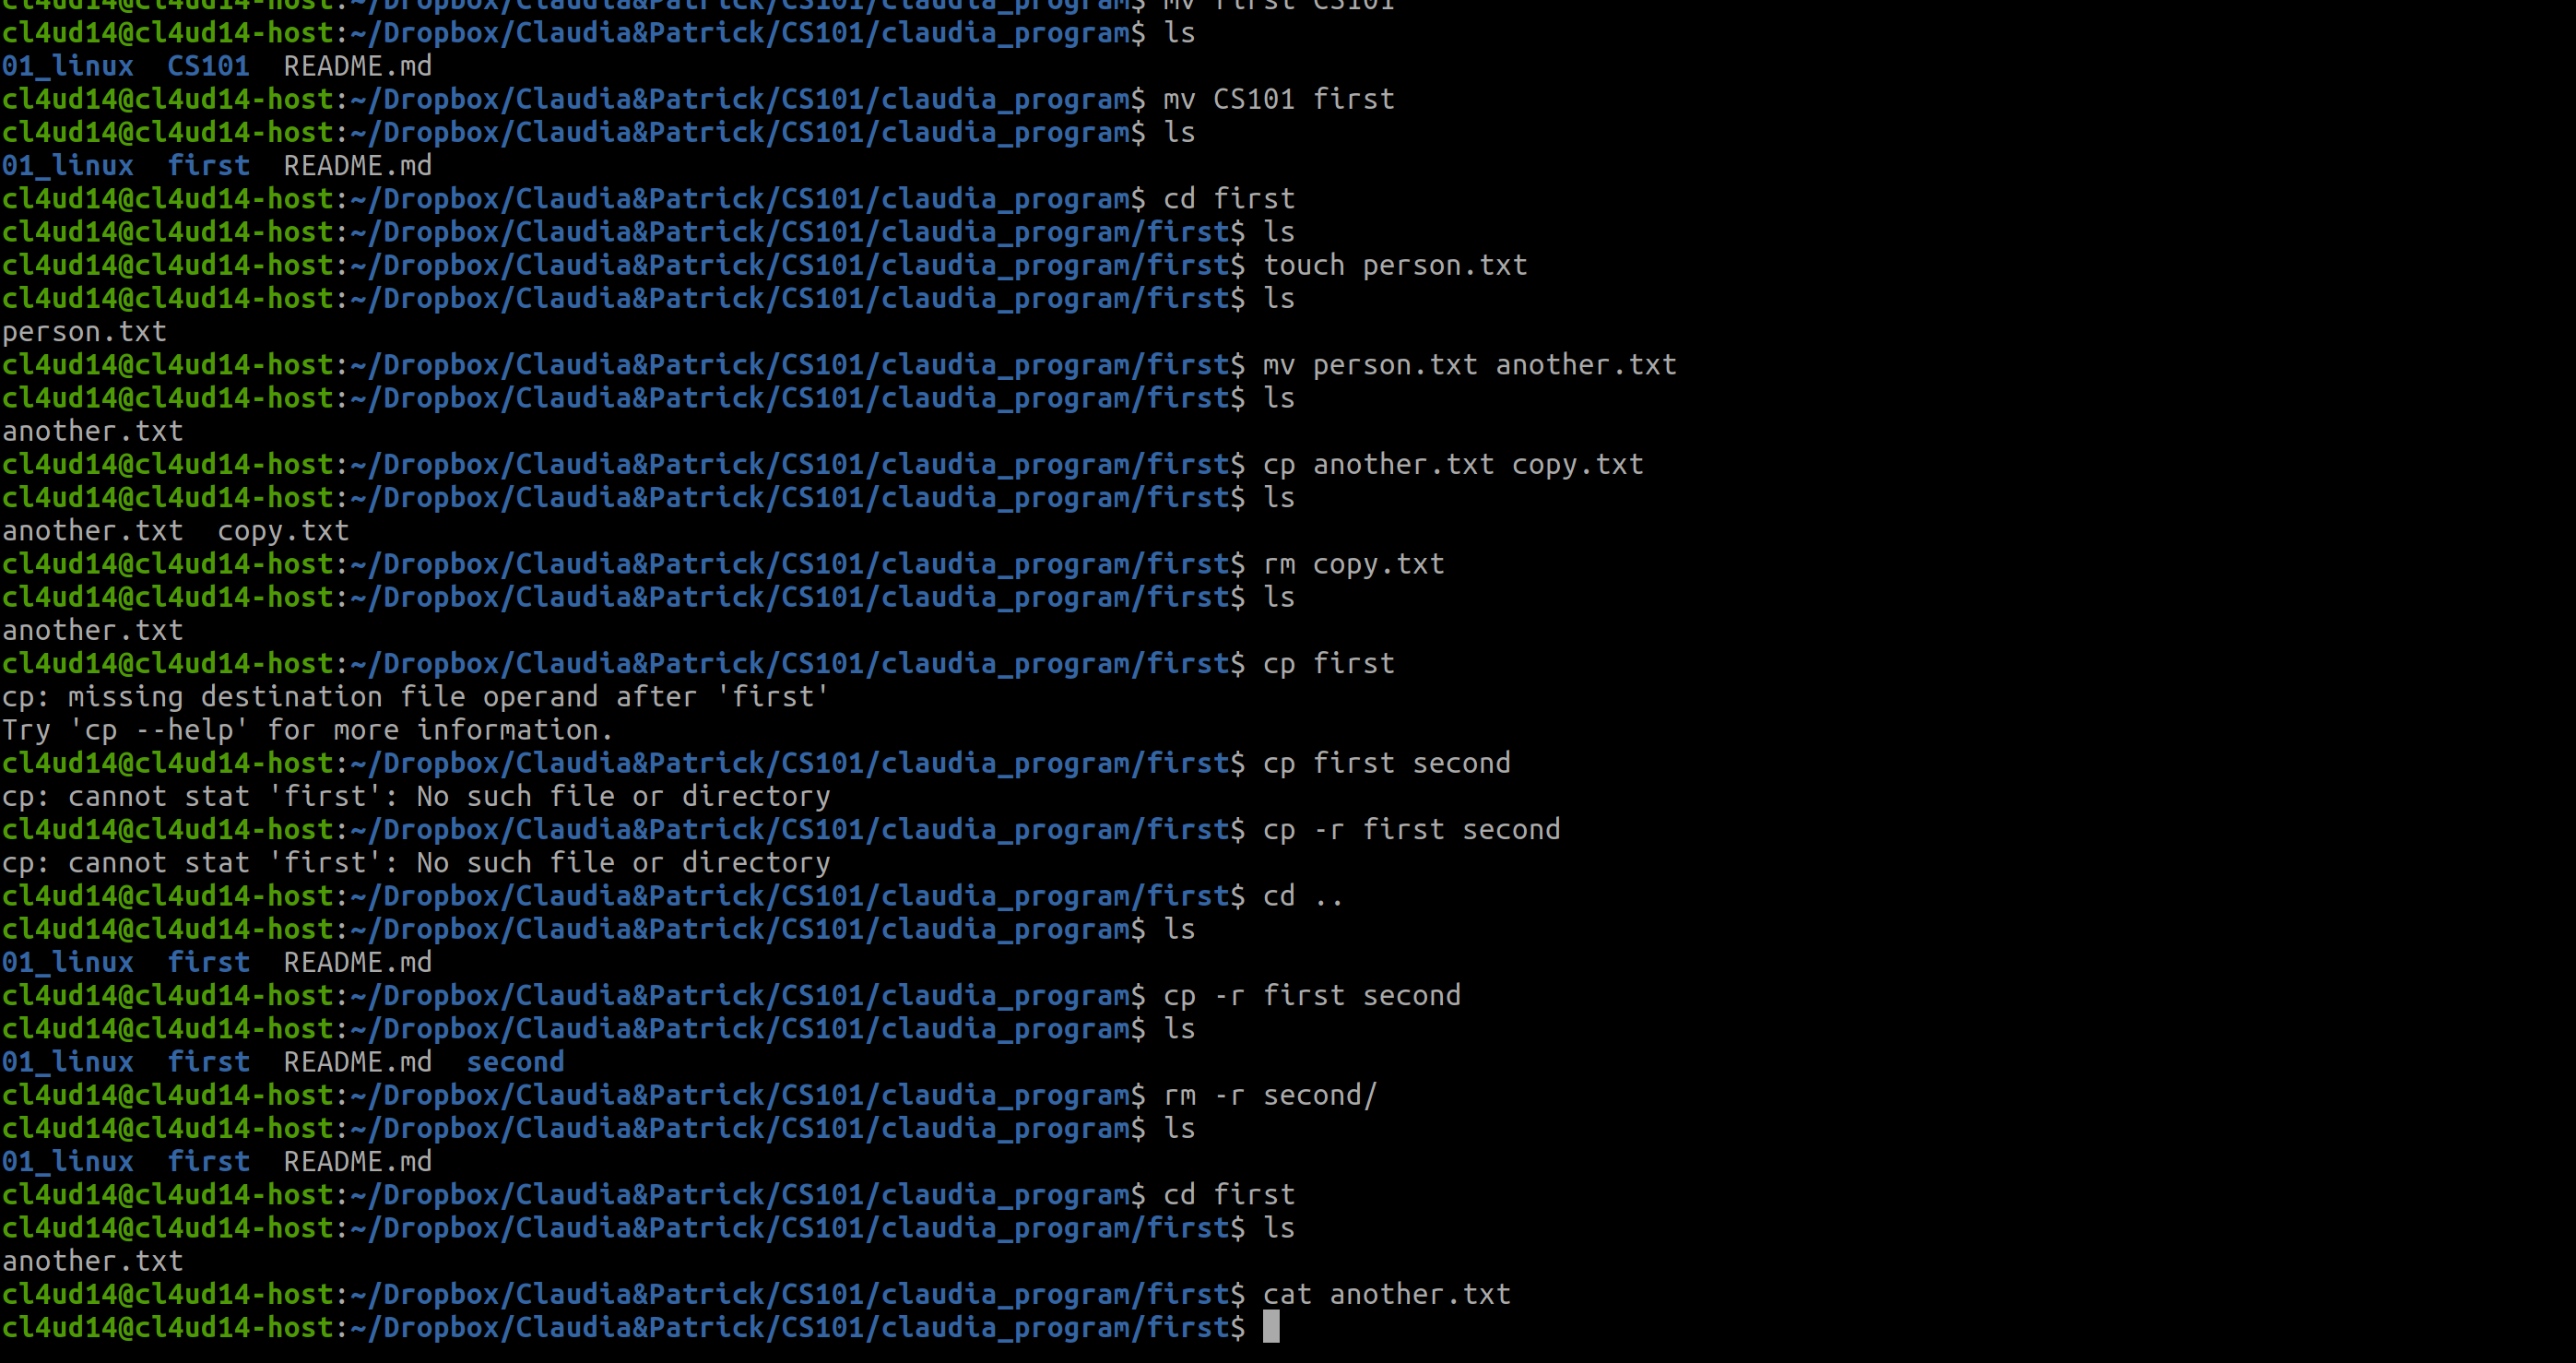 cl4ud14@cl4ud14-host:~/Dropbox/Claudia&Patrick/CS101/claudia_program$ mv first CS101
cl4ud14@cl4ud14-host:~/Dropbox/Claudia&Patrick/CS101/claudia_program$ ls
01_linux  CS101  README.md
cl4ud14@cl4ud14-host:~/Dropbox/Claudia&Patrick/CS101/claudia_program$ mv CS101 first
cl4ud14@cl4ud14-host:~/Dropbox/Claudia&Patrick/CS101/claudia_program$ ls
01_linux  first  README.md
cl4ud14@cl4ud14-host:~/Dropbox/Claudia&Patrick/CS101/claudia_program$ cd first
cl4ud14@cl4ud14-host:~/Dropbox/Claudia&Patrick/CS101/claudia_program/first$ ls
cl4ud14@cl4ud14-host:~/Dropbox/Claudia&Patrick/CS101/claudia_program/first$ touch person.txt
cl4ud14@cl4ud14-host:~/Dropbox/Claudia&Patrick/CS101/claudia_program/first$ ls
person.txt
cl4ud14@cl4ud14-host:~/Dropbox/Claudia&Patrick/CS101/claudia_program/first$ mv person.txt another.txt
cl4ud14@cl4ud14-host:~/Dropbox/Claudia&Patrick/CS101/claudia_program/first$ ls
another.txt
cl4ud14@cl4ud14-host:~/Dropbox/Claudia&Patrick/CS101/claudia_program/first$ cp another.txt copy.txt
cl4ud14@cl4ud14-host:~/Dropbox/Claudia&Patrick/CS101/claudia_program/first$ ls
another.txt  copy.txt
cl4ud14@cl4ud14-host:~/Dropbox/Claudia&Patrick/CS101/claudia_program/first$ rm copy.txt
cl4ud14@cl4ud14-host:~/Dropbox/Claudia&Patrick/CS101/claudia_program/first$ ls
another.txt
cl4ud14@cl4ud14-host:~/Dropbox/Claudia&Patrick/CS101/claudia_program/first$ cp first
cp: missing destination file operand after 'first'
Try 'cp --help' for more information.
cl4ud14@cl4ud14-host:~/Dropbox/Claudia&Patrick/CS101/claudia_program/first$ cp first second
cp: cannot stat 'first': No such file or directory
cl4ud14@cl4ud14-host:~/Dropbox/Claudia&Patrick/CS101/claudia_program/first$ cp -r first second
cp: cannot stat 'first': No such file or directory
cl4ud14@cl4ud14-host:~/Dropbox/Claudia&Patrick/CS101/claudia_program/first$ cd ..
cl4ud14@cl4ud14-host:~/Dropbox/Claudia&Patrick/CS101/claudia_program$ ls
01_linux  first  README.md
cl4ud14@cl4ud14-host:~/Dropbox/Claudia&Patrick/CS101/claudia_program$ cp -r first second
cl4ud14@cl4ud14-host:~/Dropbox/Claudia&Patrick/CS101/claudia_program$ ls
01_linux  first  README.md  second
cl4ud14@cl4ud14-host:~/Dropbox/Claudia&Patrick/CS101/claudia_program$ rm -r second/
cl4ud14@cl4ud14-host:~/Dropbox/Claudia&Patrick/CS101/claudia_program$ ls
01_linux  first  README.md
cl4ud14@cl4ud14-host:~/Dropbox/Claudia&Patrick/CS101/claudia_program$ cd first
cl4ud14@cl4ud14-host:~/Dropbox/Claudia&Patrick/CS101/claudia_program/first$ ls
another.txt
cl4ud14@cl4ud14-host:~/Dropbox/Claudia&Patrick/CS101/claudia_program/first$ cat another.txt
cl4ud14@cl4ud14-host:~/Dropbox/Claudia&Patrick/CS101/claudia_program/first$